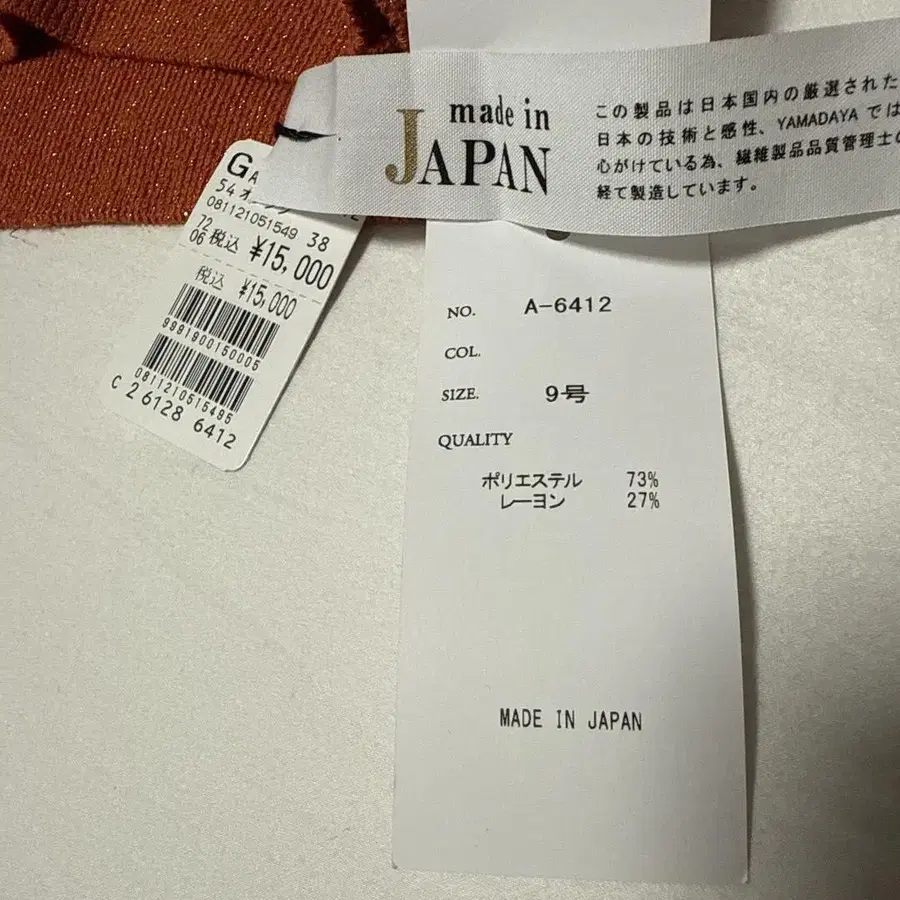 made in
JAPAN
この製品は日本国内の厳選された
日本の技術と感性、YAMADAYA では
心がけている為、繊維製品品質管理士の
経て製造しています。
54
081121051549 38
72
06 税込 ¥15,000
税込 ¥15,000
9991900150005
0811210515495
C 2 6128 6412
NO. A-6412
COL.
SIZE. 9号
QUALITY
ポリエステル 73%
レーヨン 27%
MADE IN JAPAN